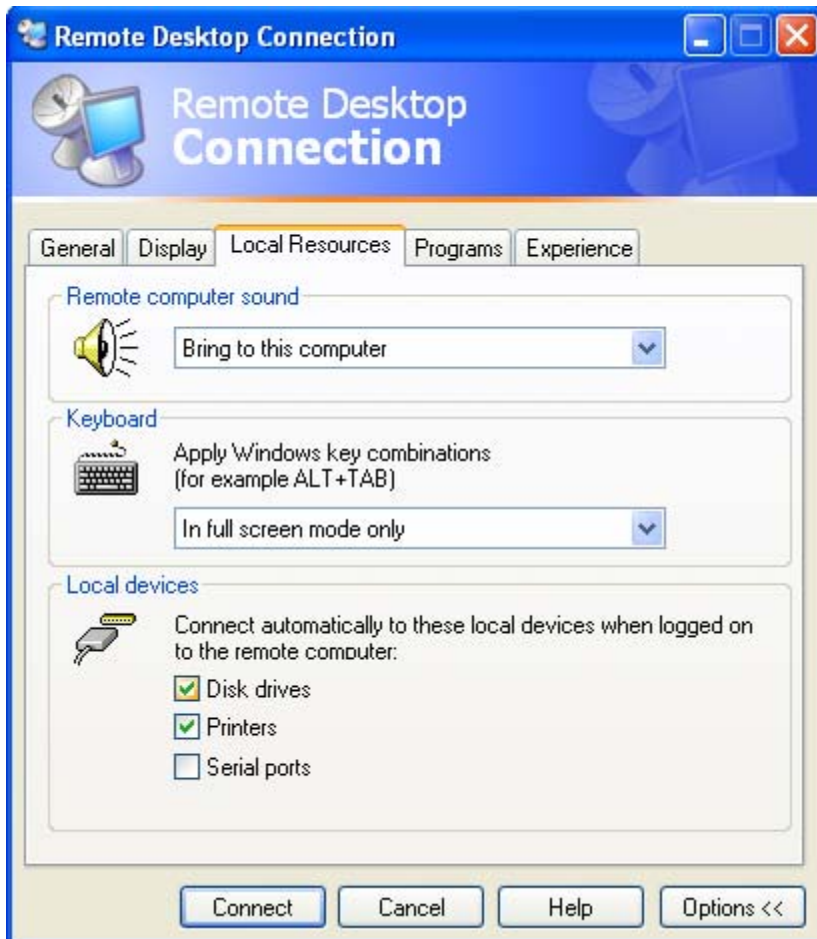 Remote Desktop Connection
Remote Desktop
Connection
General Display Local Resources Programs Experience
Remote computer sound
Bring to this computer
Keyboard
Apply Windows key combinations
(for example ALT+TAB)
In full screen mode only
Local devices
Connect automatically to these local devices when logged on
to the remote computer:
Disk drives
Printers
Serial ports
Connect Cancel Help Options <<